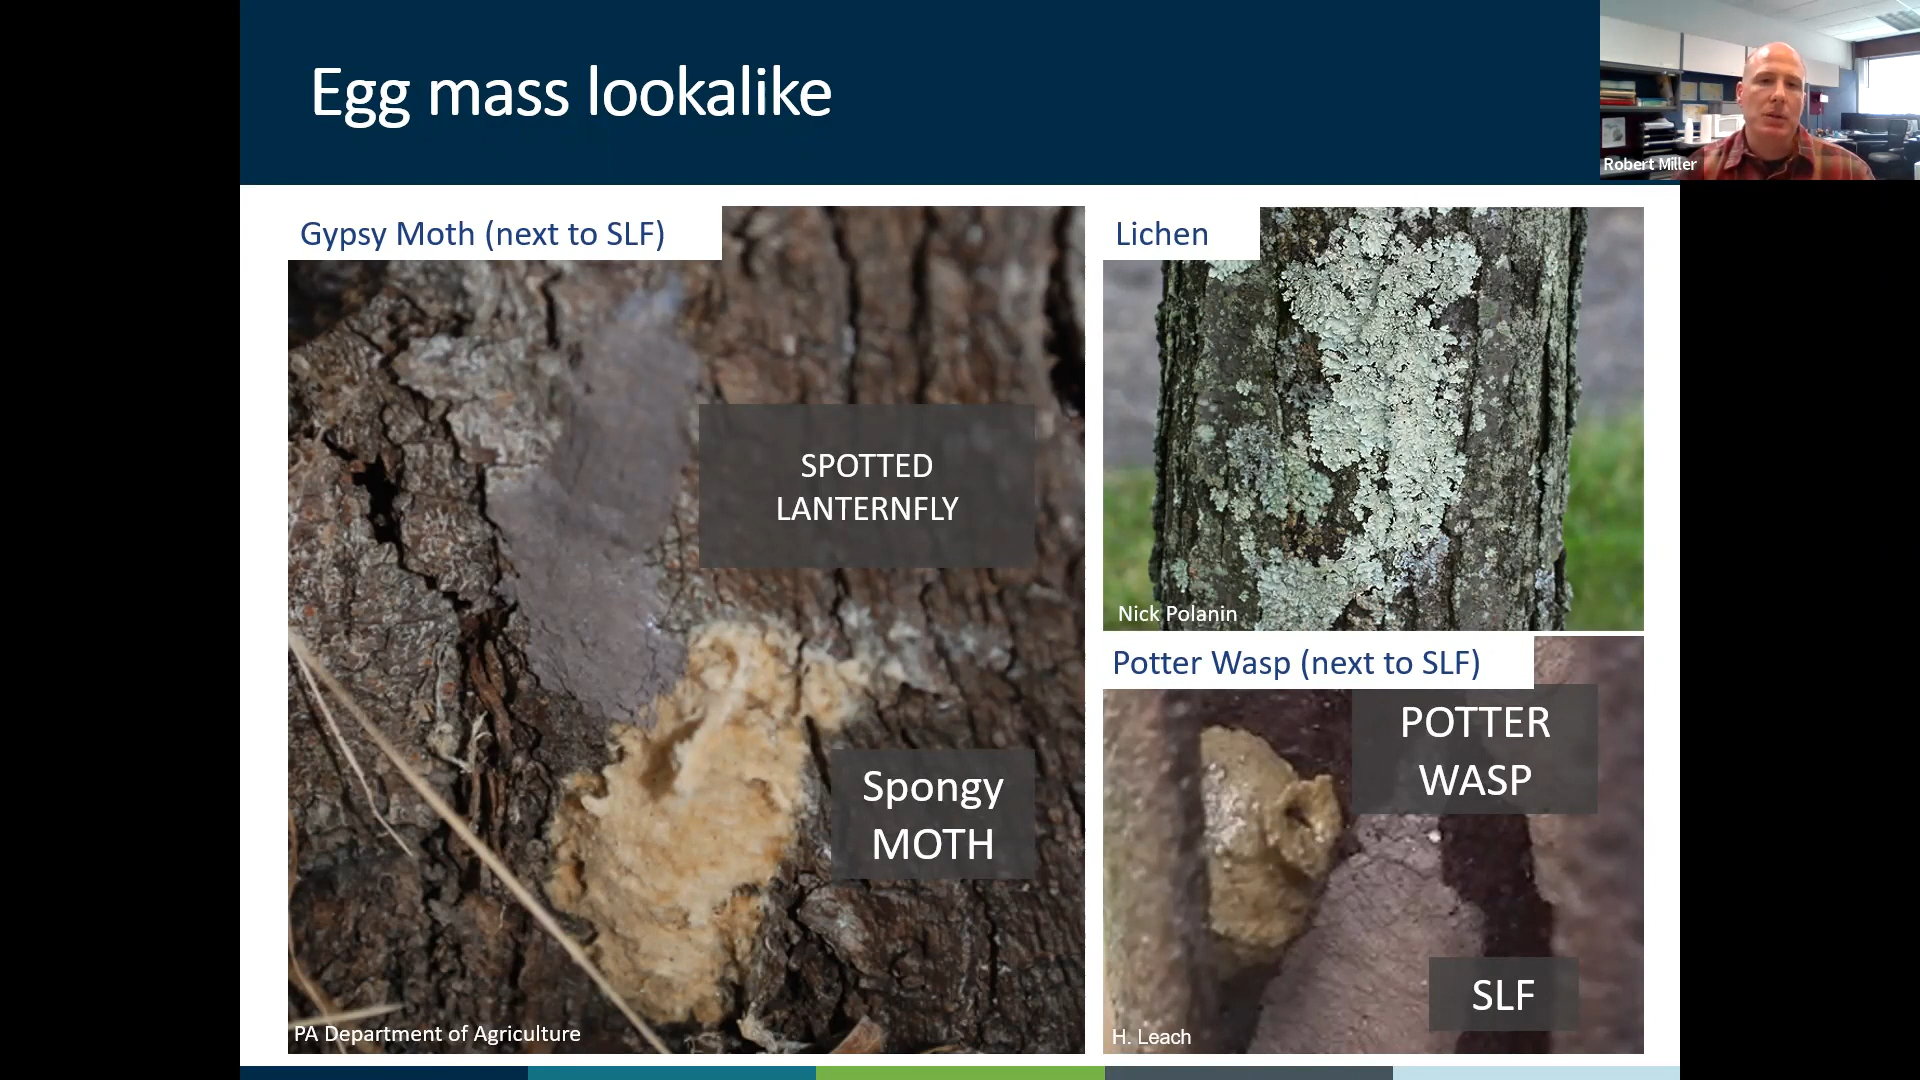 Egg mass lookalike
Robert Miller
Gypsy Moth (next to SLF)
SPOTTED
LANTERNFLY
Spongy
MOTH
PA Department of Agriculture
Lichen
Nick Polanin
Potter Wasp (next to SLF)
POTTER
WASP
SLF
H. Leach